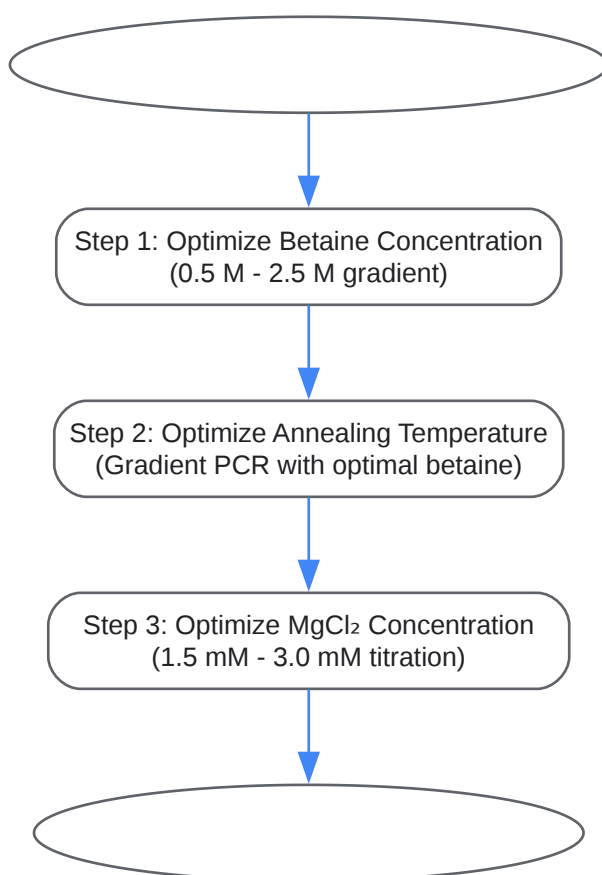 Step 1: Optimize Betaine Concentration
(0.5 M - 2.5 M gradient)
Step 2: Optimize Annealing Temperature
(Gradient PCR with optimal betaine)
Step 3: Optimize MgCl₂ Concentration
(1.5 mM - 3.0 mM titration)